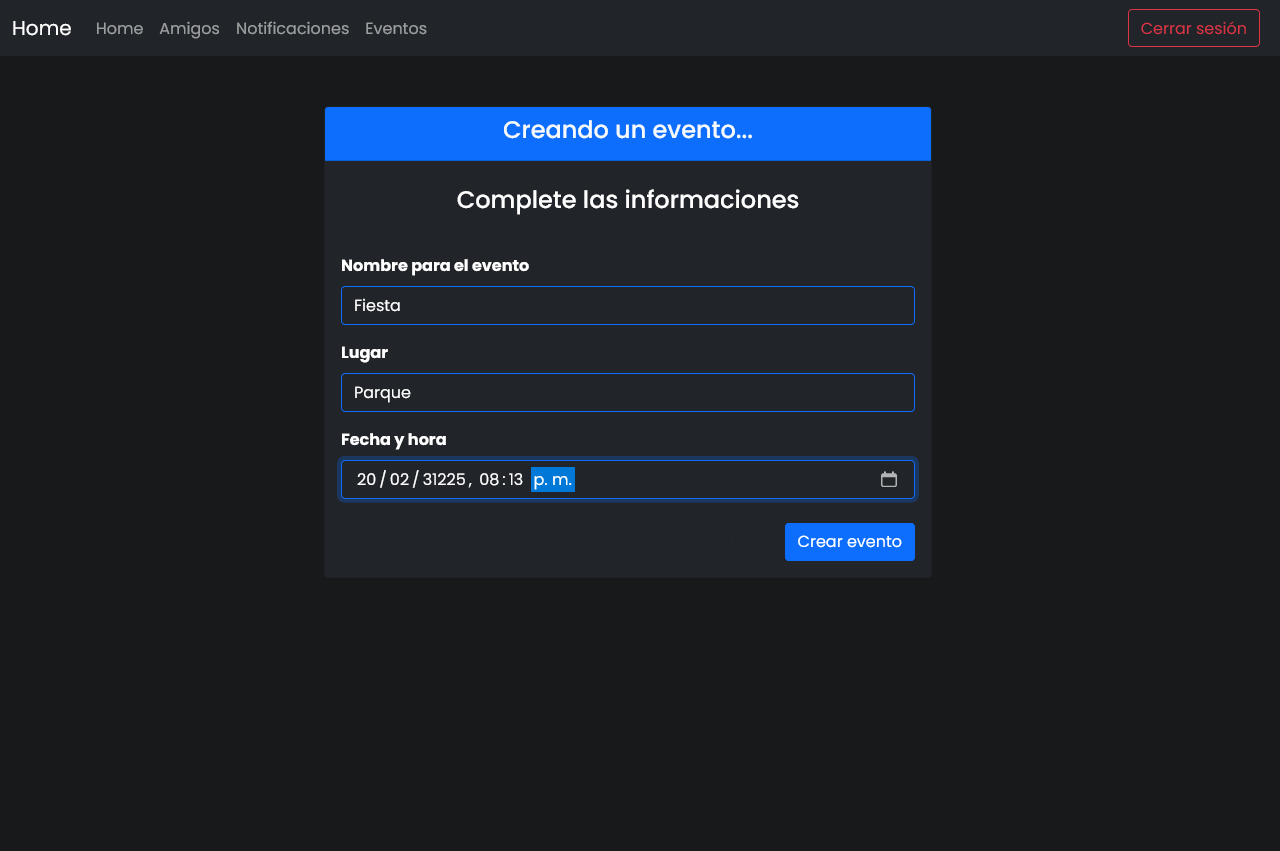 Home Home Amigos Notificaciones Eventos Cerrar sesión
Creando un evento...
Complete las informaciones
Nombre para el evento
Fiesta
Lugar
Parque
Fecha y hora
20/02/31225, 08:13 p. m.
Crear evento